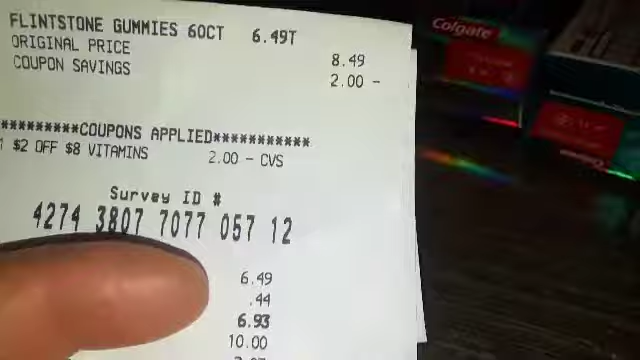 FLINTSTONE GUMMIES 60CT 6.49T
ORIGINAL PRICE 8.49
COUPON SAVINGS 2.00 -
*********COUPONS APPLIED***********
$2 OFF $8 VITAMINS 2.00 - CVS
Survey ID #
4274 3807 7077 057 12
6.49
.44
6.93
10.00
Colgate